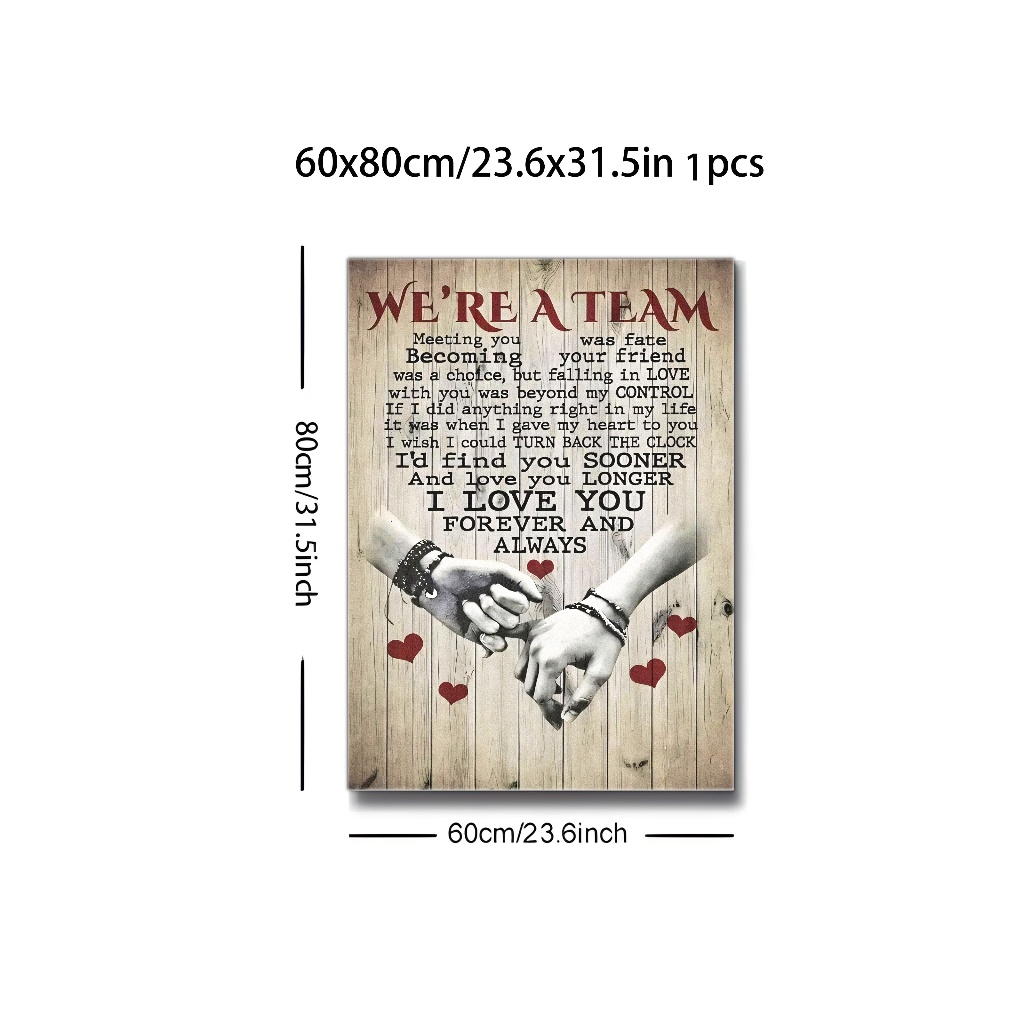 60x80cm/23.6x31.5in 1pcs
WE'RE A TEAM
Meeting you was fate
Becoming your friend
was a choice, but falling in LOVE
with you was beyond my CONTROL
If I did anything right in my life
it was when I gave my heart to you
I wish I could TURN BACK THE CLOCK
I'd find you SOONER
And love you LONGER
I LOVE YOU
FOREVER AND
ALWAYS
80cm/31.5inch
60cm/23.6inch